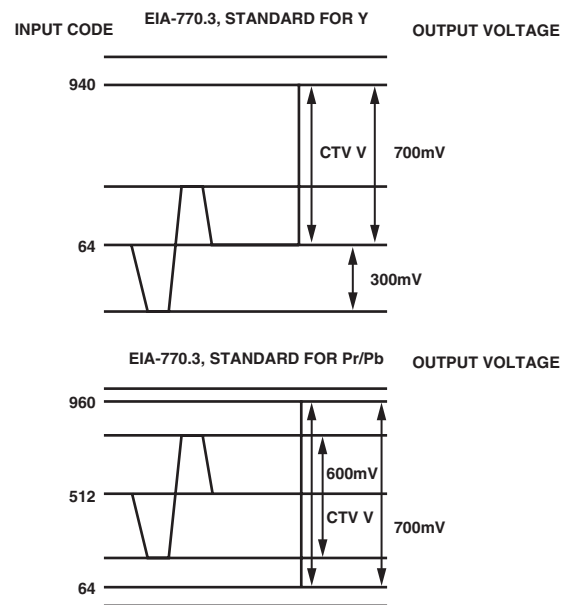 EIA-770.3, STANDARD FOR Y
INPUT CODE
OUTPUT VOLTAGE
940
CTV V
700mV
64
300mV
EIA-770.3, STANDARD FOR Pr/Pb
OUTPUT VOLTAGE
960
600mV
512
CTV V
700mV
64